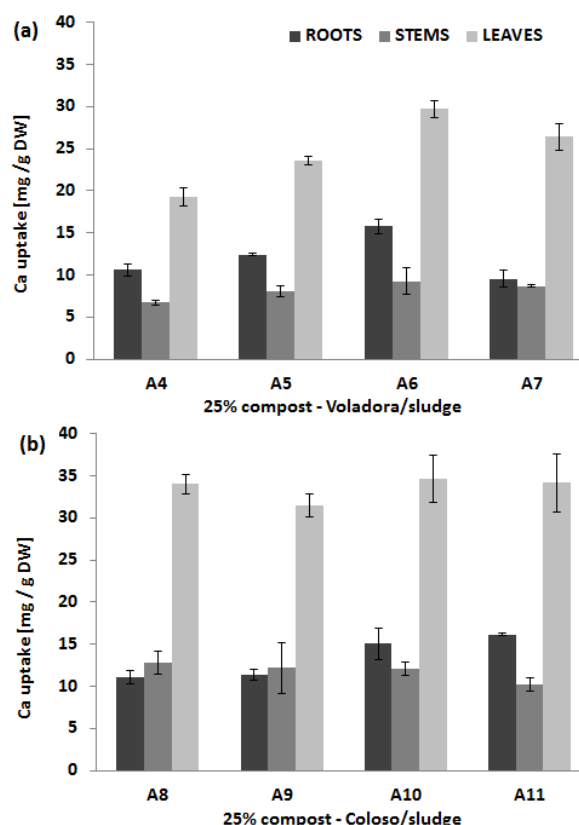 (a)
ROOTS STEMS LEAVES
Ca uptake [mg /g DW]
40
35
30
25
20
15
10
5
0
A4 A5 A6 A7
25% compost - Voladora/sludge
(b)
Ca uptake [mg / g DW]
40
35
30
25
20
15
10
5
0
A8 A9 A10 A11
25% compost - Coloso/sludge